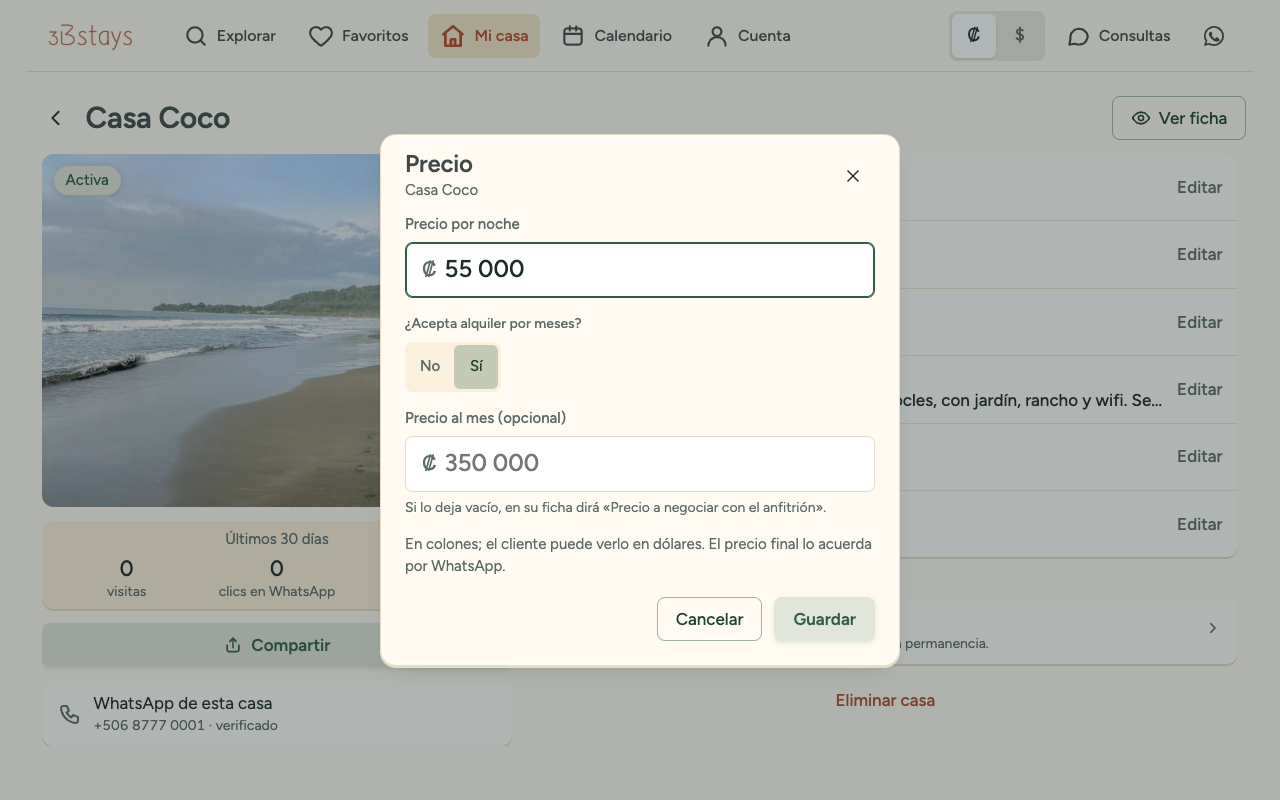 3Bstays
Explorar
Favoritos
Mi casa
Calendario
Cuenta
₡
$
Consultas
Casa Coco
Ver ficha
Activa
Últimos 30 días
0
visitas
0
clics en WhatsApp
Compartir
WhatsApp de esta casa
+506 8777 0001 · verificado
Precio
Casa Coco
Precio por noche
₡ 55 000
¿Acepta alquiler por meses?
No
Sí
Precio al mes (opcional)
₡ 350 000
Si lo deja vacío, en su ficha dirá «Precio a negociar con el anfitrión».
En colones; el cliente puede verlo en dólares. El precio final lo acuerda
por WhatsApp.
Cancelar
Guardar
Editar
Editar
Editar
Editar
con jardín, rancho y wifi. Se…
Editar
Editar
permanencia.
Eliminar casa